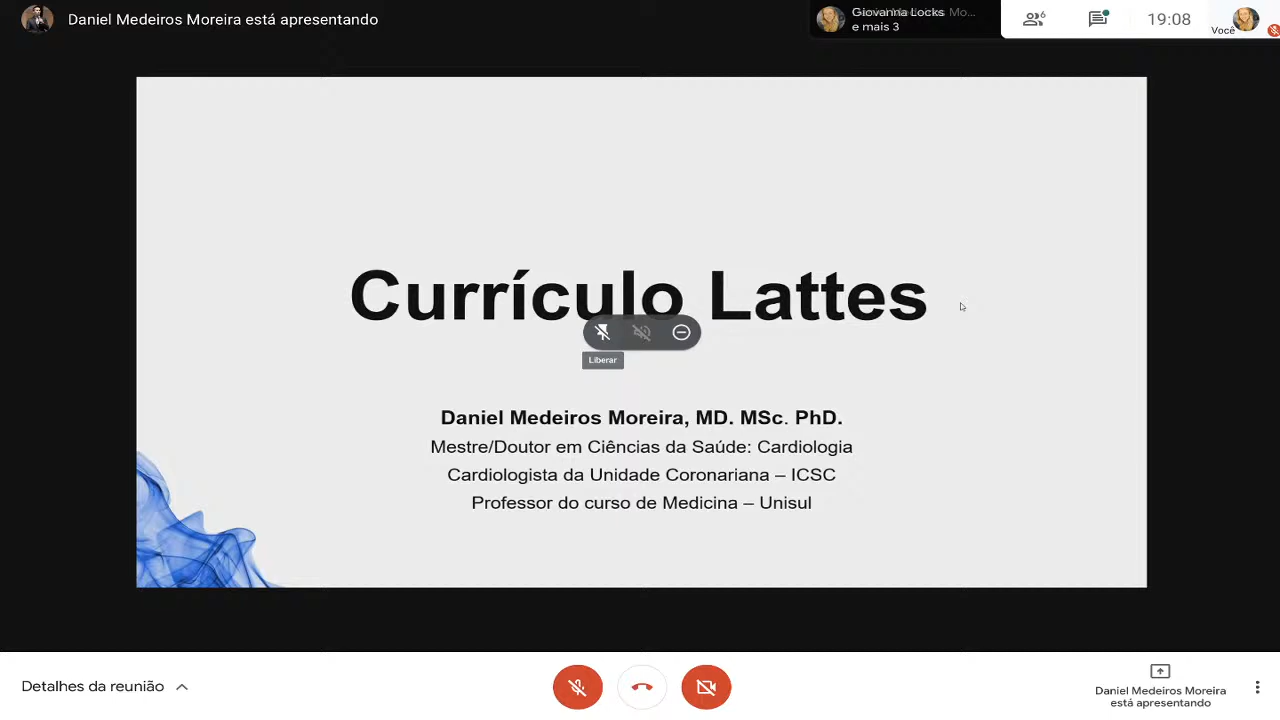 Daniel Medeiros Moreira está apresentando
Giovanna Locks
e mais 3
6
19:08
Você
Currículo Lattes
Liberar
Daniel Medeiros Moreira, MD. MSc. PhD.
Mestre/Doutor em Ciências da Saúde: Cardiologia
Cardiologista da Unidade Coronariana – ICSC
Professor do curso de Medicina – Unisul
Detalhes da reunião
Daniel Medeiros Moreira
está apresentando